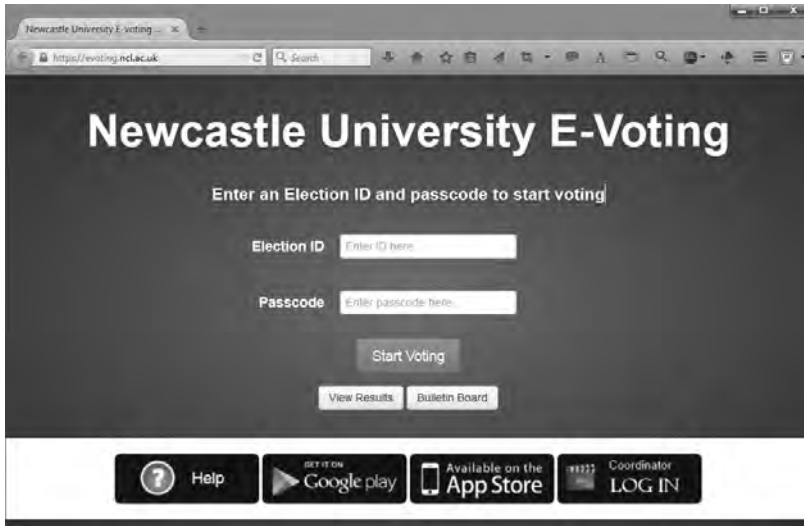 Newcastle University E-voting ...
https://evoting.ncl.ac.uk
Search
Newcastle University E-Voting
Enter an Election ID and passcode to start voting
Election ID
Enter ID here
Passcode
Enter passcode here
Start Voting
View Results
Bulletin Board
Help
GET IT ON
Google play
Available on the
App Store
Coordinator
LOG IN